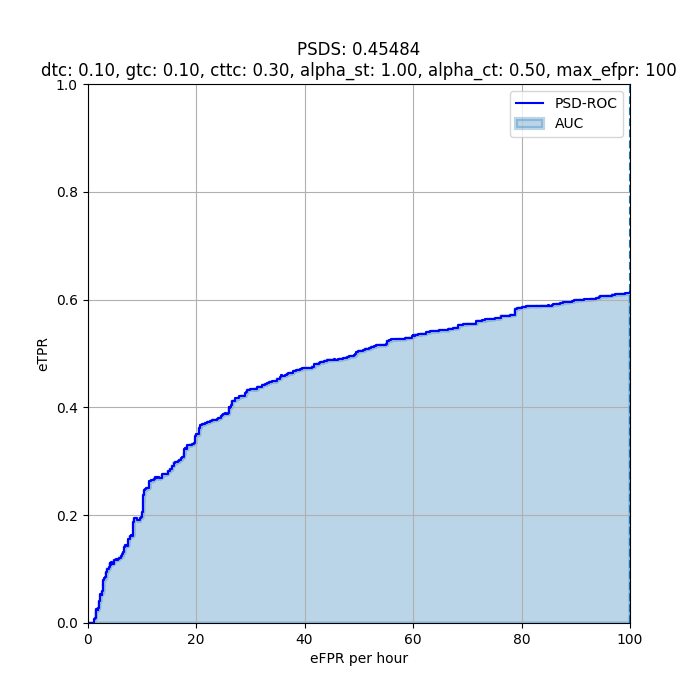 PSDS: 0.45484
dtc: 0.10, gtc: 0.10, cttc: 0.30, alpha_st: 1.00, alpha_ct: 0.50, max_efpr: 100
1.0
PSD-ROC
AUC
0.8
0.6
eTPR
0.4
0.2
0.0
0 20 40 60 80 100
eFPR per hour